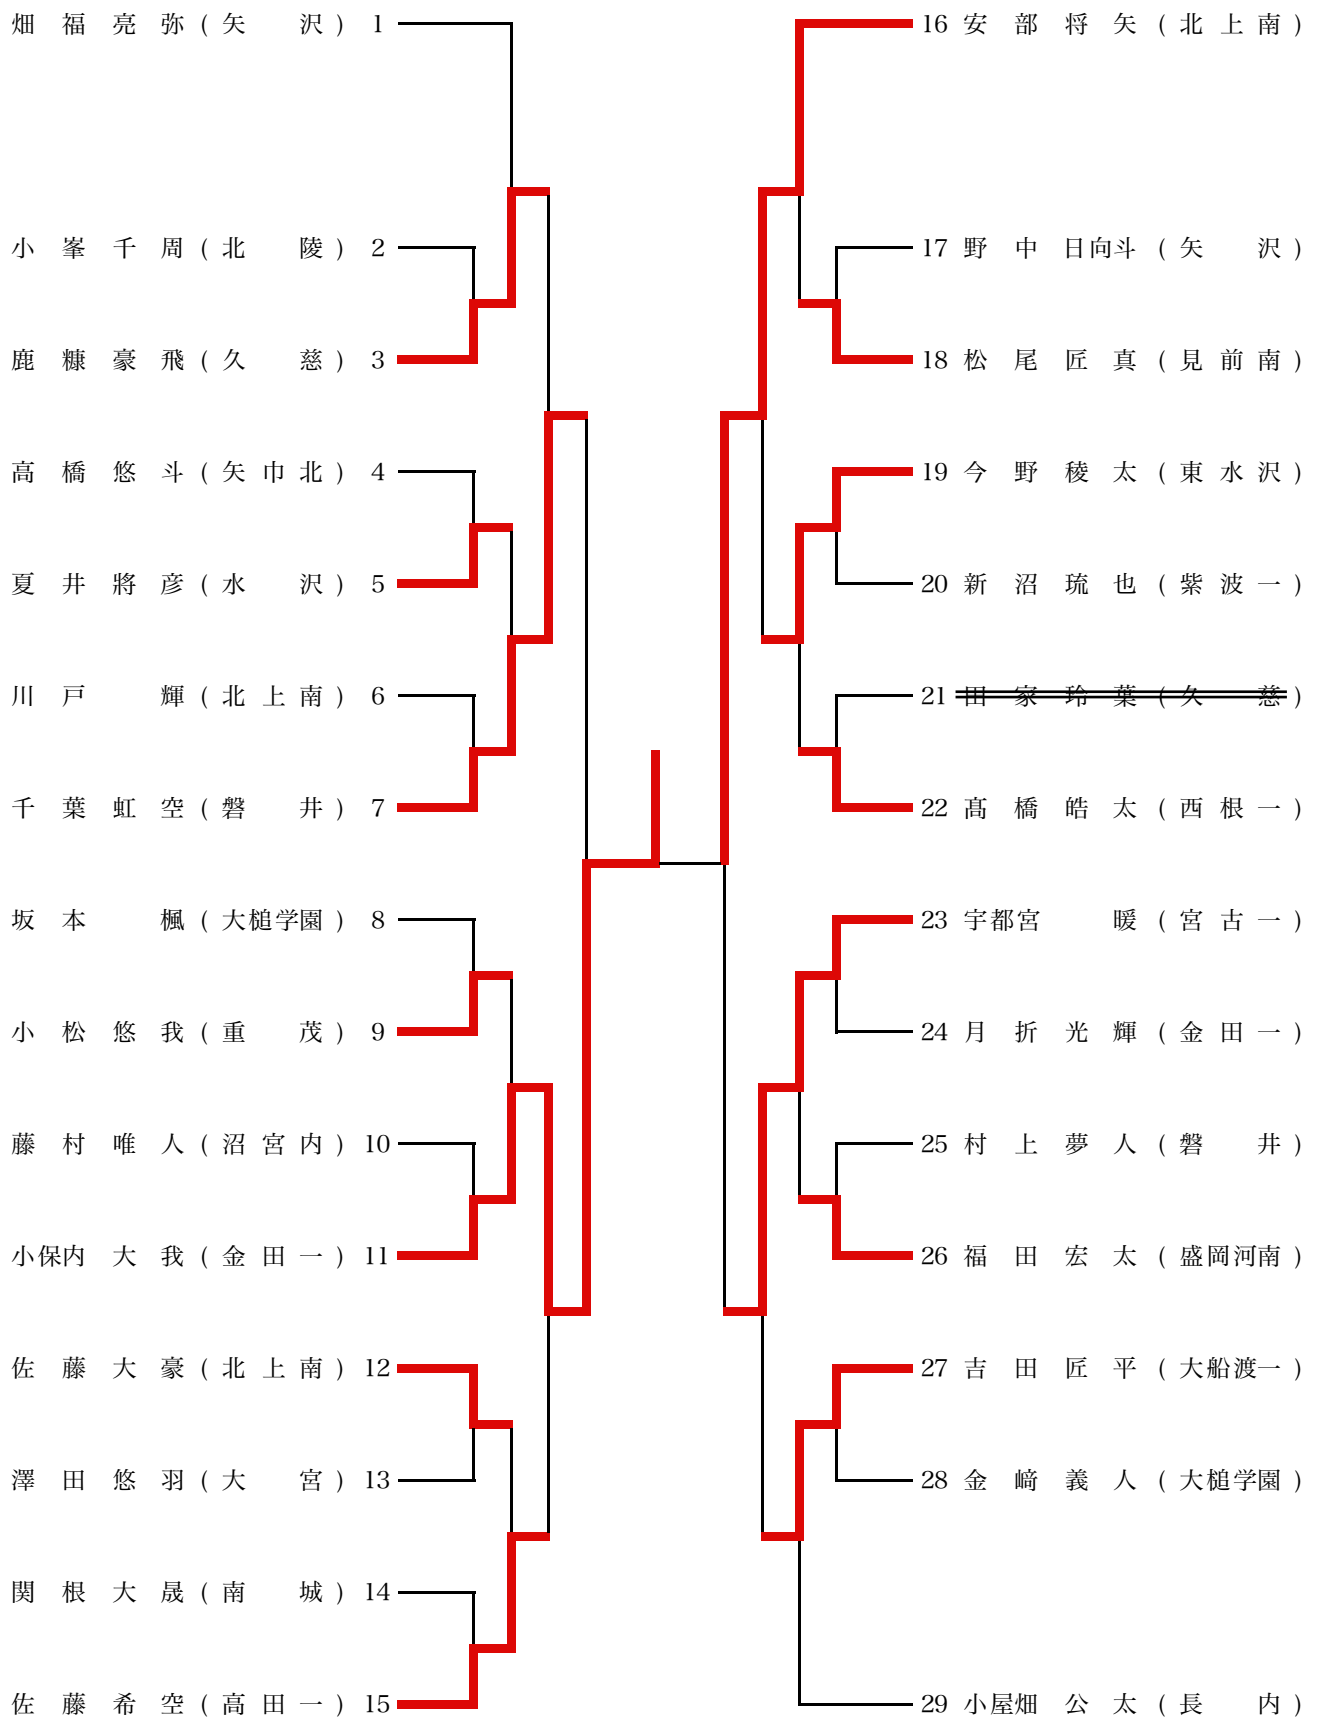 畑福亮弥(矢沢) 1
小峯千周(北陵) 2
鹿糠豪飛(久慈) 3
高橋悠斗(矢巾北) 4
夏井將彦(水沢) 5
川戸輝(北上南) 6
千葉虹空(磐井) 7
坂本楓(大槌学園) 8
小松悠我(重茂) 9
藤村唯人(沼宮内) 10
小保内大我(金田一) 11
佐藤大豪(北上南) 12
澤田悠羽(大宮) 13
関根大晟(南城) 14
佐藤希空(高田一) 15
16 安部将矢(北上南)
17 野中日向斗(矢沢)
18 松尾匠真(見前南)
19 今野稜太(東水沢)
20 新沼琉也(紫波一)
21 田家玲葉(久慈)
22 髙橋皓太(西根一)
23 宇都宮暖(宮古一)
24 月折光輝(金田一)
25 村上夢人(磐井)
26 福田宏太(盛岡河南)
27 吉田匠平(大船渡一)
28 金﨑義人(大槌学園)
29 小屋畑公太(長内)